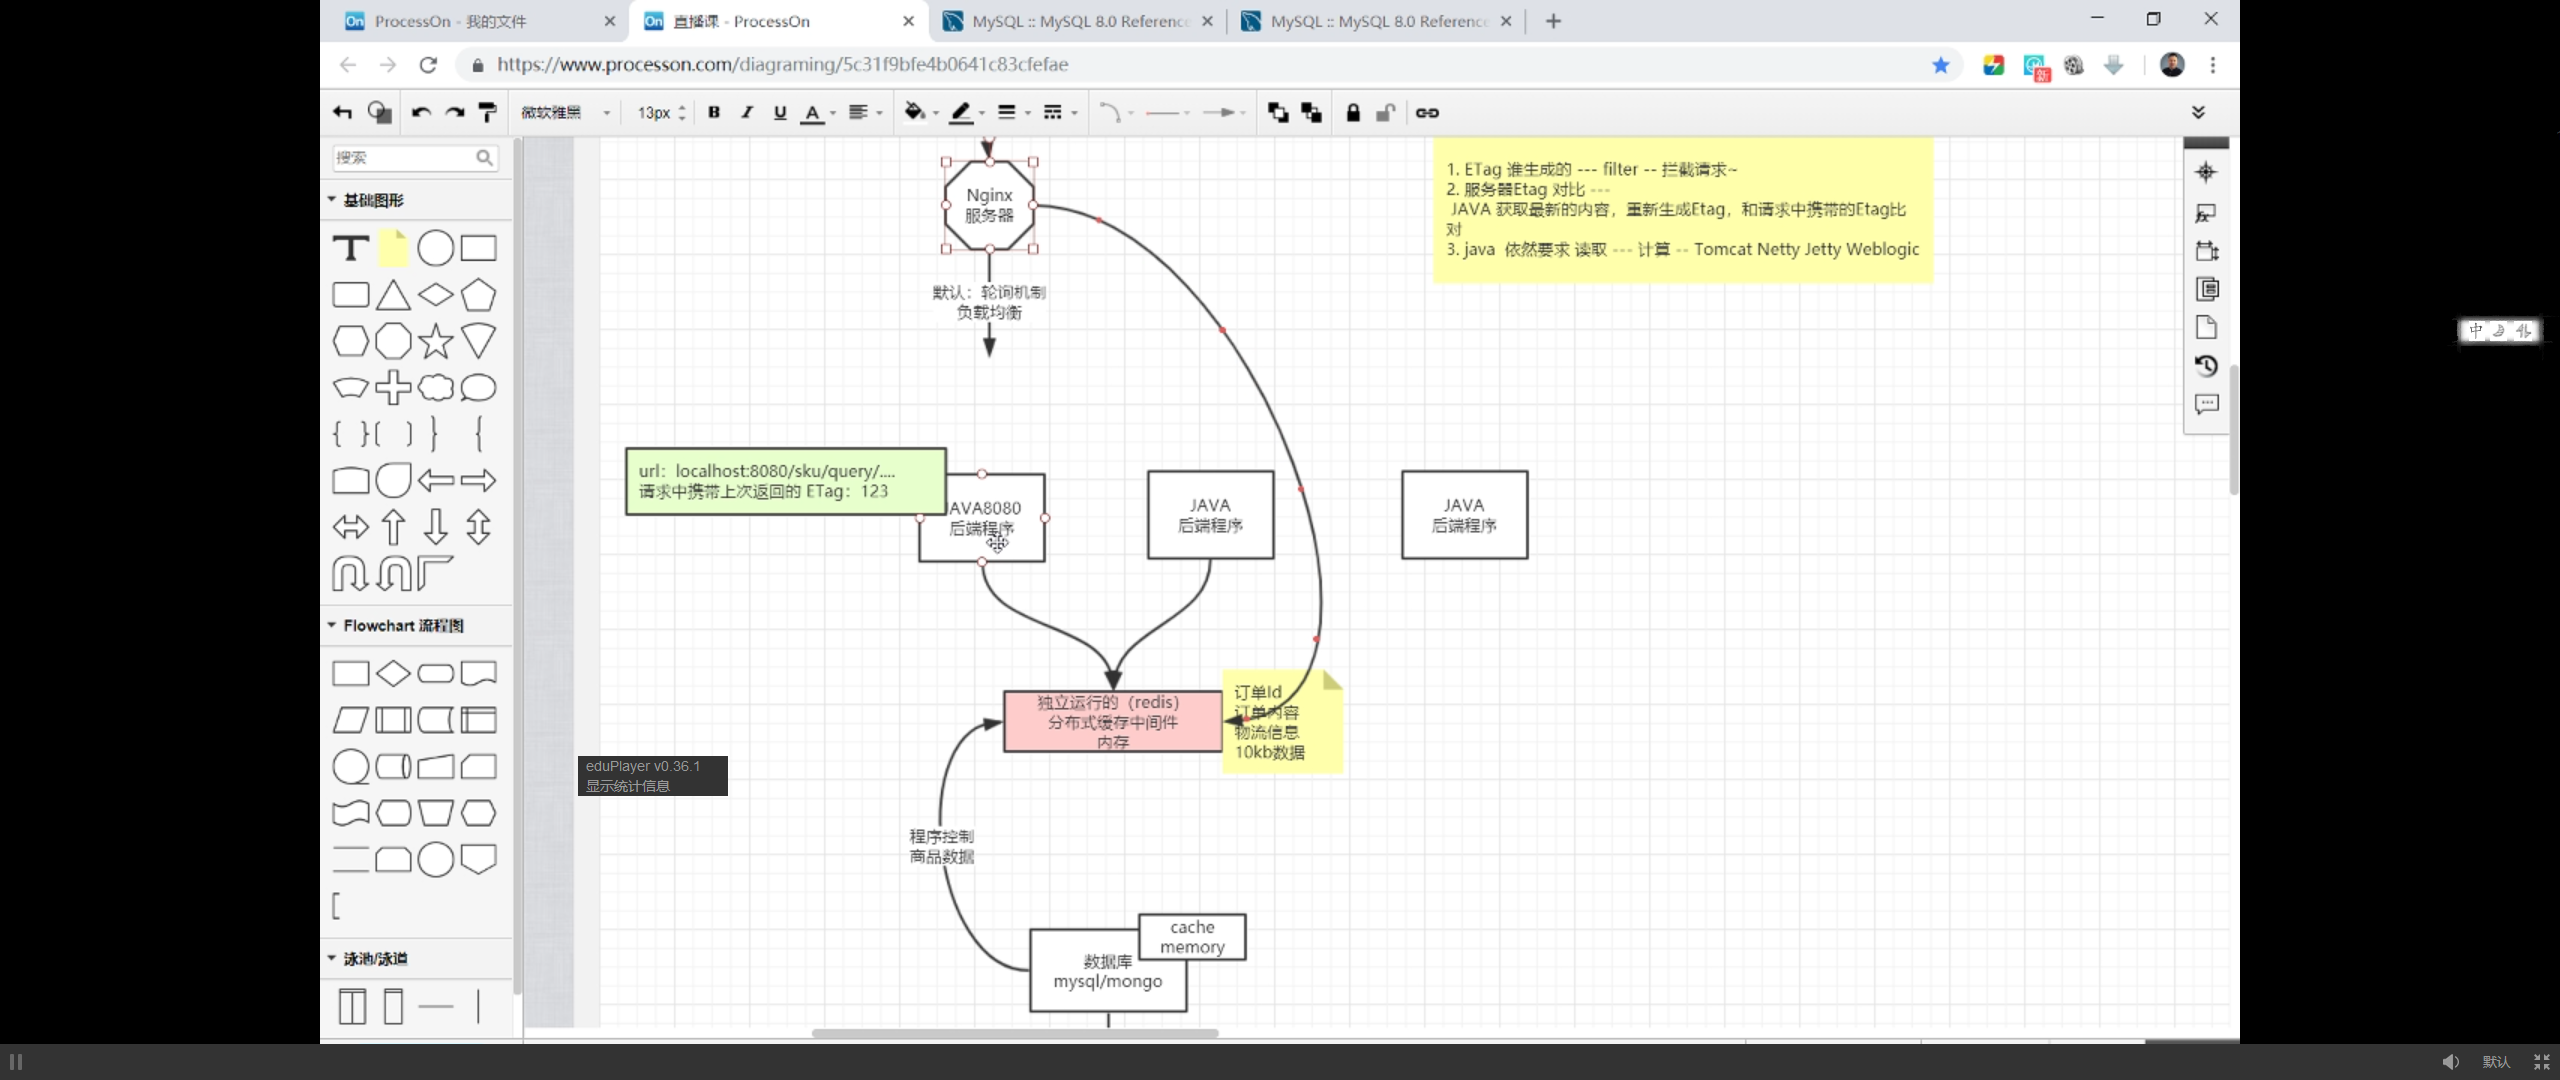 ProcessOn - 我的文件
直播课 - ProcessOn
MySQL :: MySQL 8.0 Reference
MySQL :: MySQL 8.0 Reference
https://www.processon.com/diagraming/5c31f9bfe4b0641c83cfefae
微软雅黑
13px
B
I
U
A
搜索
基础图形
Flowchart 流程图
泳池/泳道
Nginx
服务器
默认：轮询机制
负载均衡
1. ETag 谁生成的 --- filter -- 拦截请求~
2. 服务器Etag 对比 ---
JAVA 获取最新的内容，重新生成Etag，和请求中携带的Etag比
对
3. java 依然要求 读取 --- 计算 -- Tomcat Netty Jetty Weblogic
url：localhost:8080/sku/query/....
请求中携带上次返回的 ETag：123
JAVA8080
后端程序
JAVA
后端程序
JAVA
后端程序
独立运行的（redis）
分布式缓存中间件
内存
订单Id
订单内容
物流信息
10kb数据
eduPlayer v0.36.1
显示统计信息
程序控制
商品数据
cache
memory
数据库
mysql/mongo
中
默认